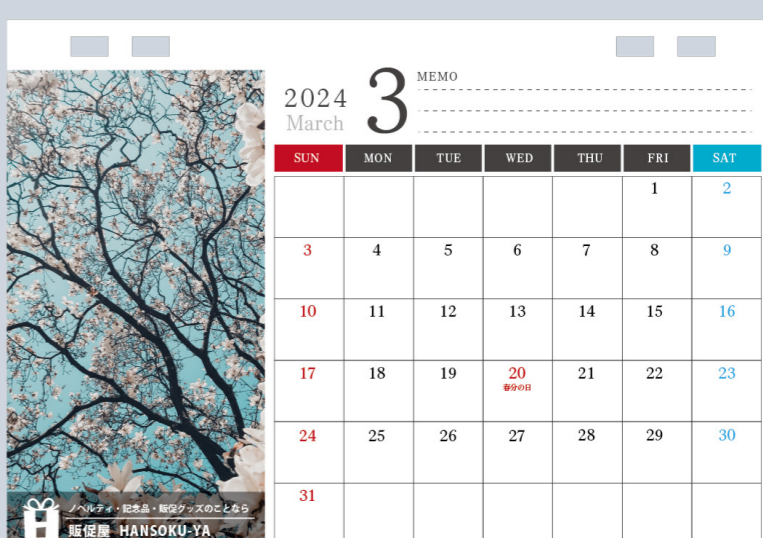 2024
March
3
MEMO
SUN MON TUE WED THU FRI SAT
1 2
3 4 5 6 7 8 9
10 11 12 13 14 15 16
17 18 19 20 21 22 23
春分の日
24 25 26 27 28 29 30
31
ノベルティ・記念品・販促グッズのことなら
販促屋 HANSOKU-YA